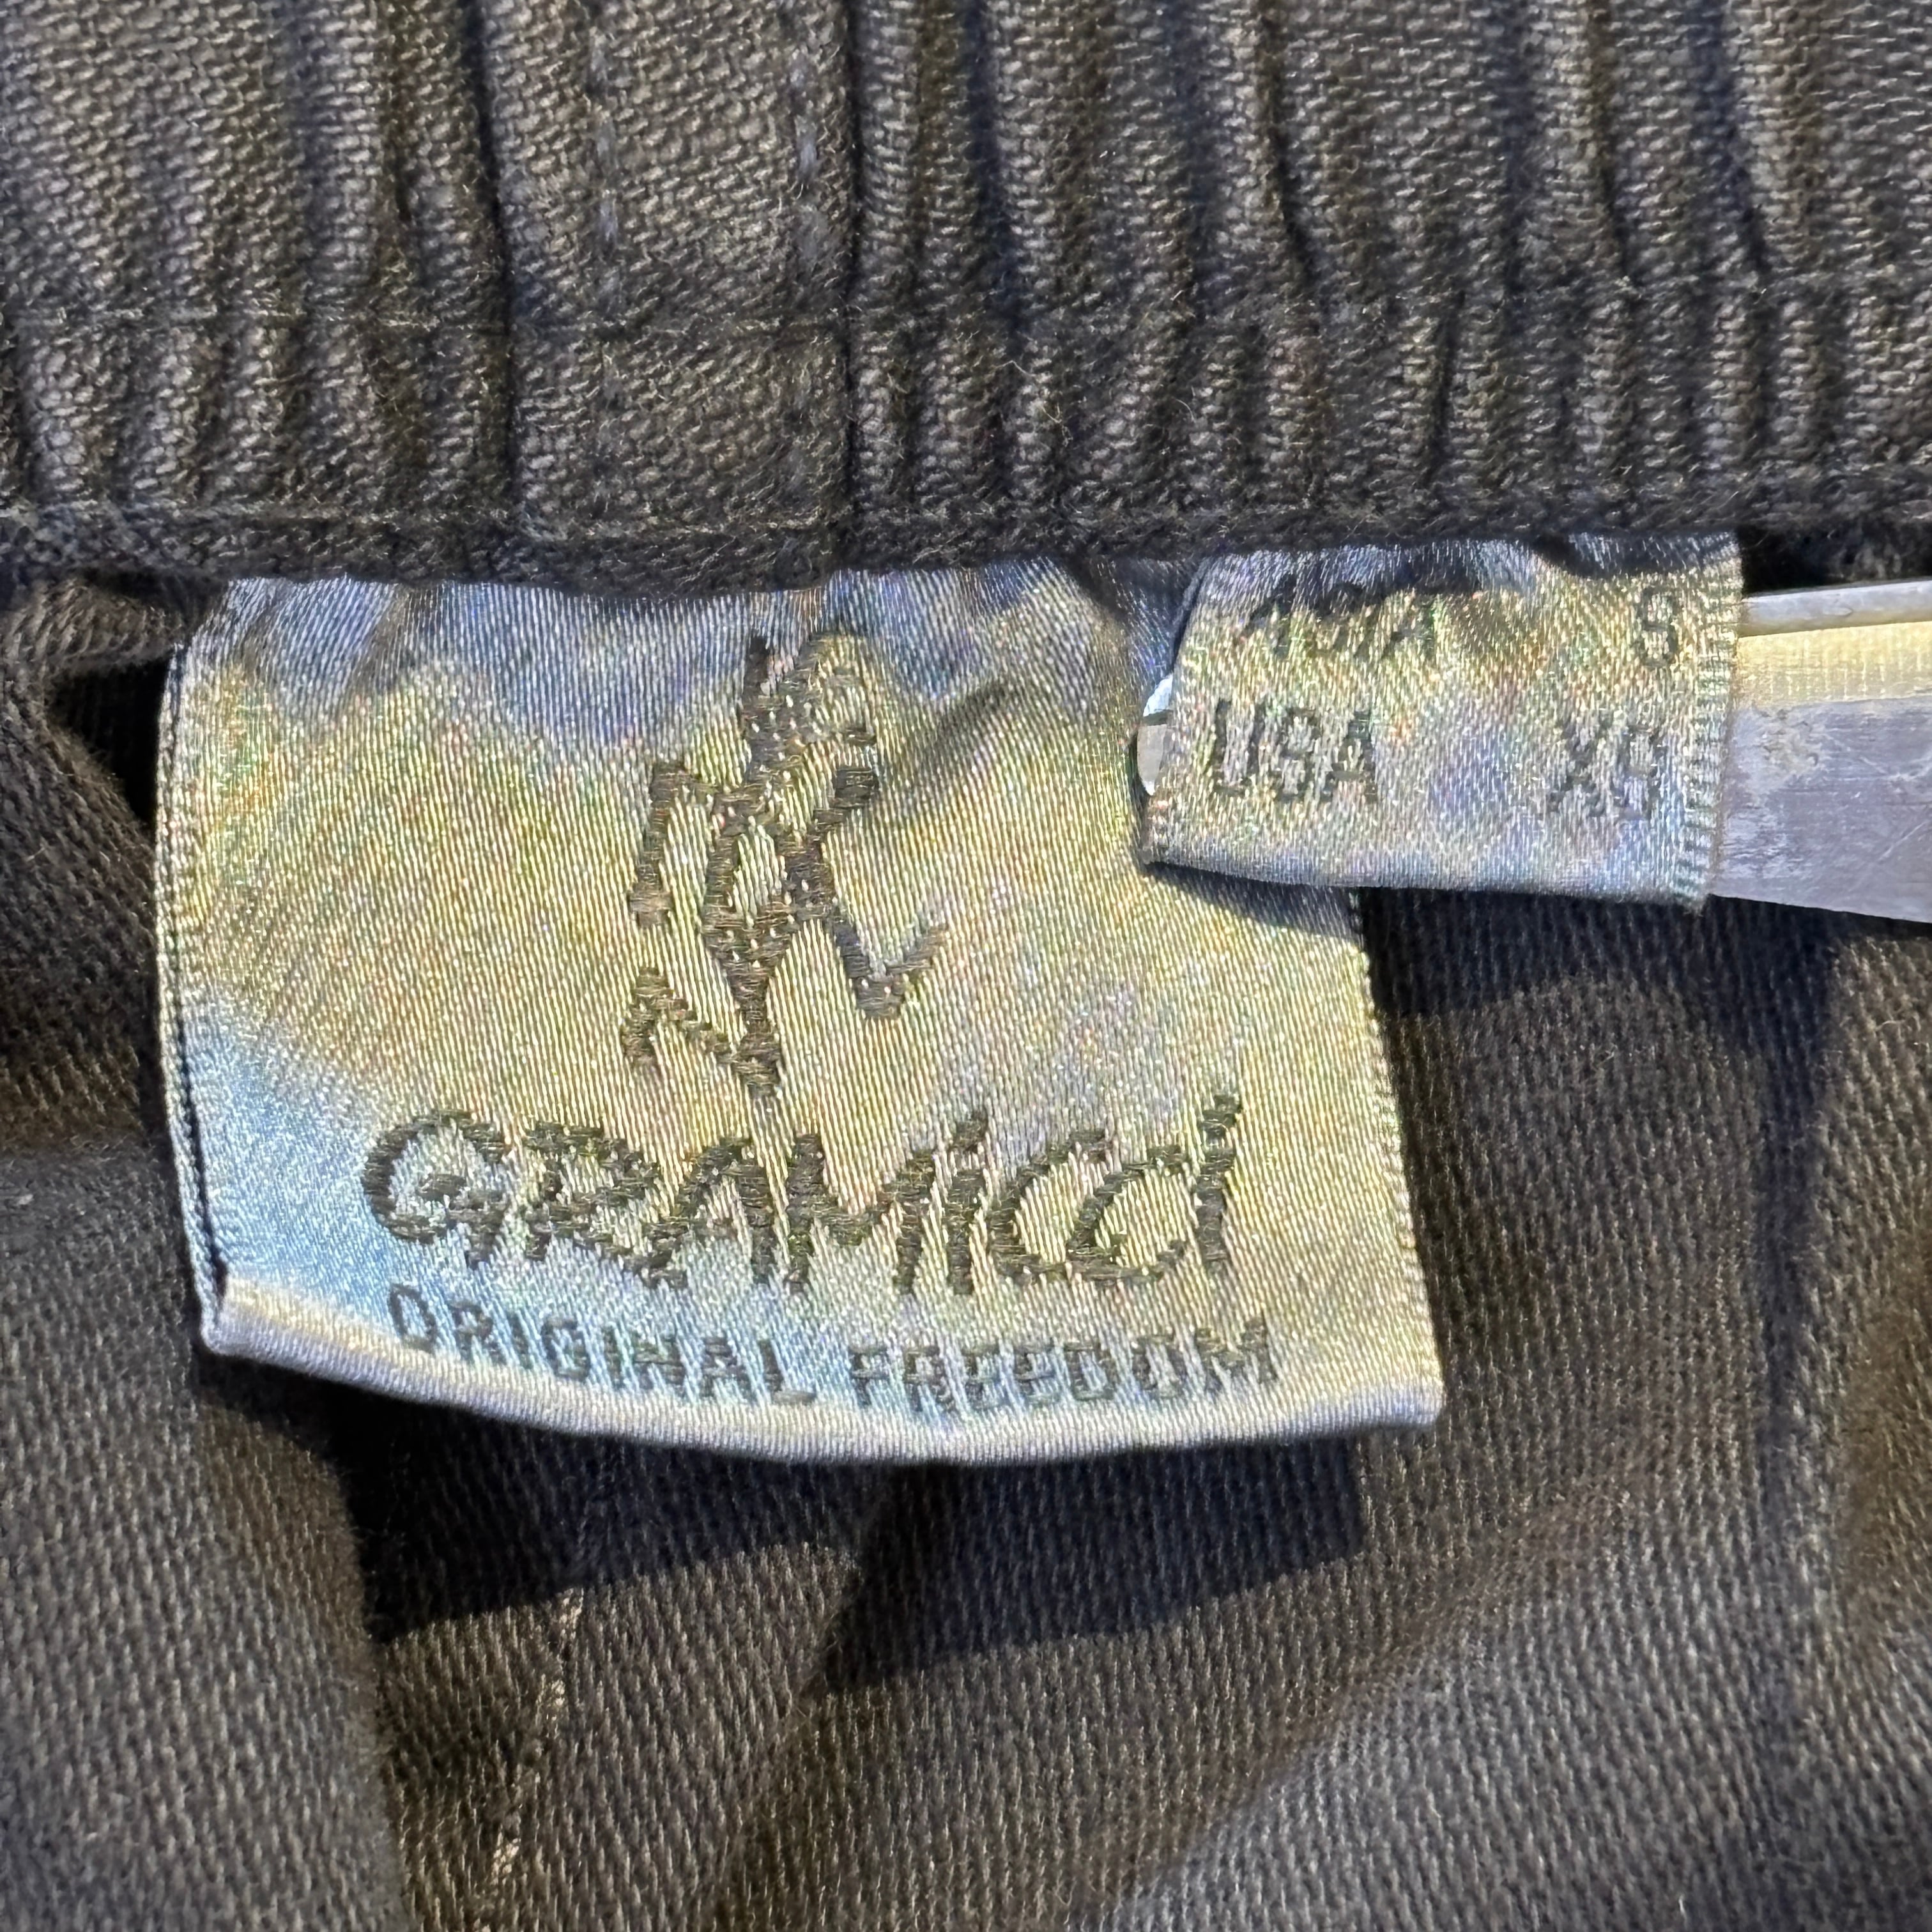 ASIA S
USA XS
GRAMiCCi
ORIGINAL FREEDOM